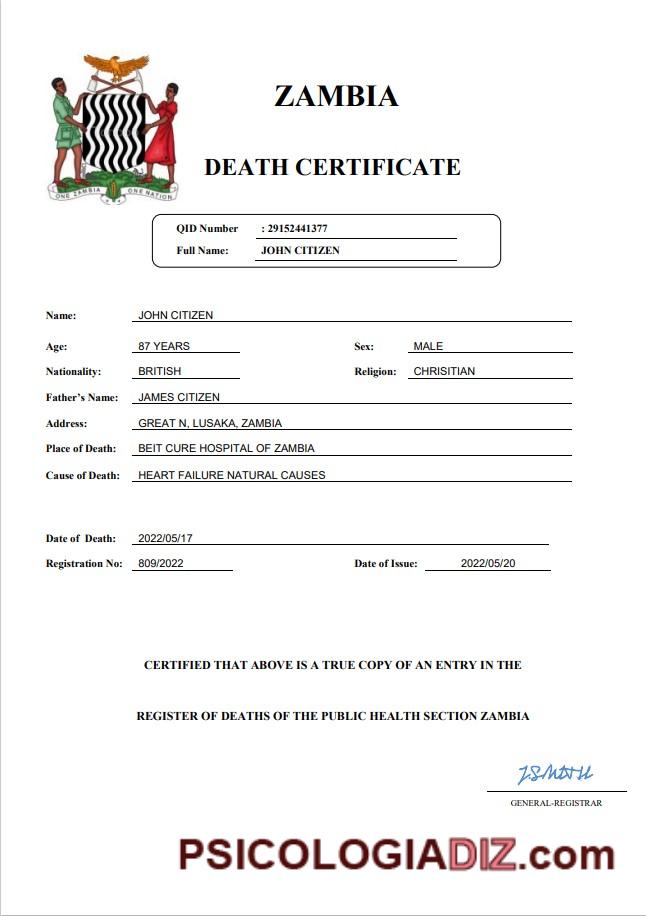 ZAMBIA
DEATH CERTIFICATE
ONE ZAMBIA ONE NATION
QID Number : 29152441377
Full Name: JOHN CITIZEN
Name: JOHN CITIZEN
Age: 87 YEARS Sex: MALE
Nationality: BRITISH Religion: CHRISITIAN
Father's Name: JAMES CITIZEN
Address: GREAT N, LUSAKA, ZAMBIA
Place of Death: BEIT CURE HOSPITAL OF ZAMBIA
Cause of Death: HEART FAILURE NATURAL CAUSES
Date of Death: 2022/05/17
Registration No: 809/2022 Date of Issue: 2022/05/20
CERTIFIED THAT ABOVE IS A TRUE COPY OF AN ENTRY IN THE
REGISTER OF DEATHS OF THE PUBLIC HEALTH SECTION ZAMBIA
GENERAL-REGISTRAR
PSICOLOGIADIZ.com